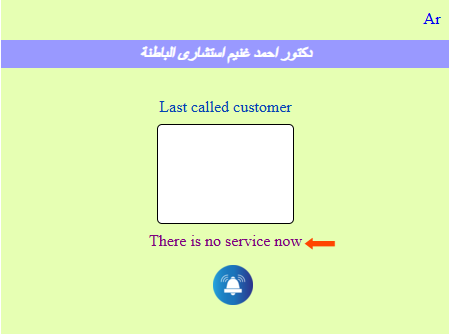 Ar
دكتور احمد غنيم استشارى الباطنة
Last called customer
There is no service now